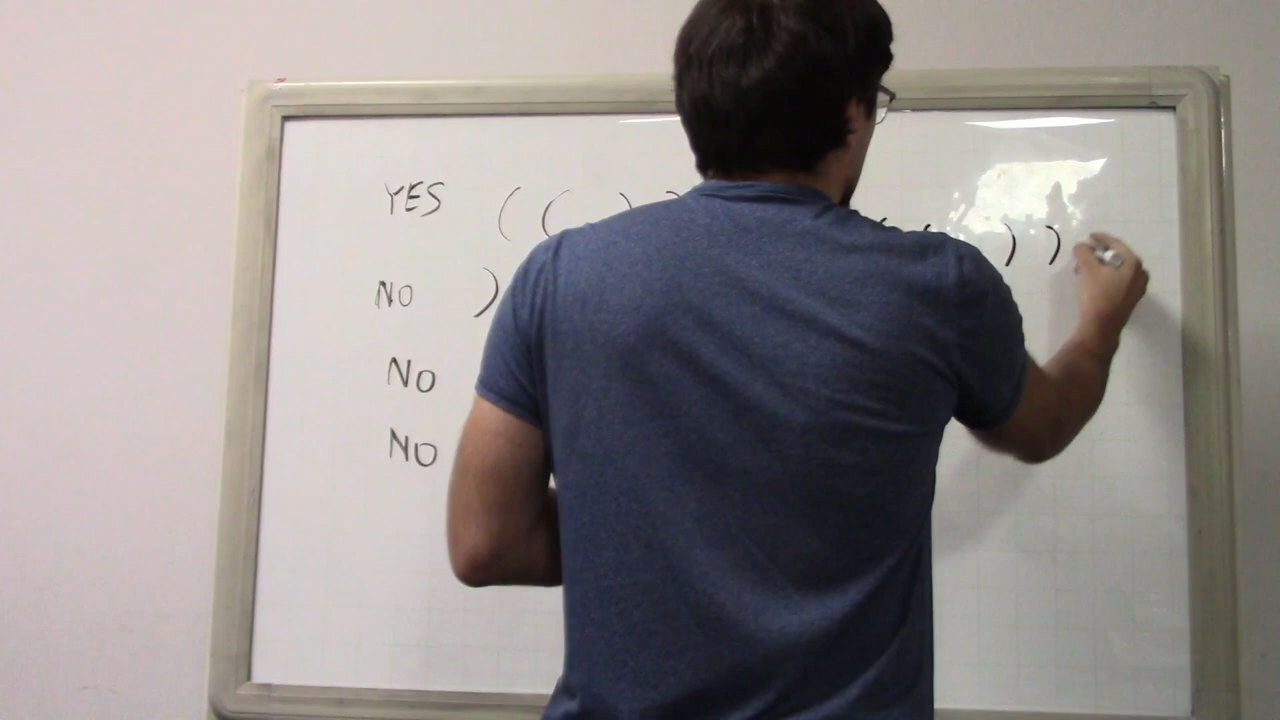 YES ( ( ) ) ( ( ) )
NO )
NO
NO